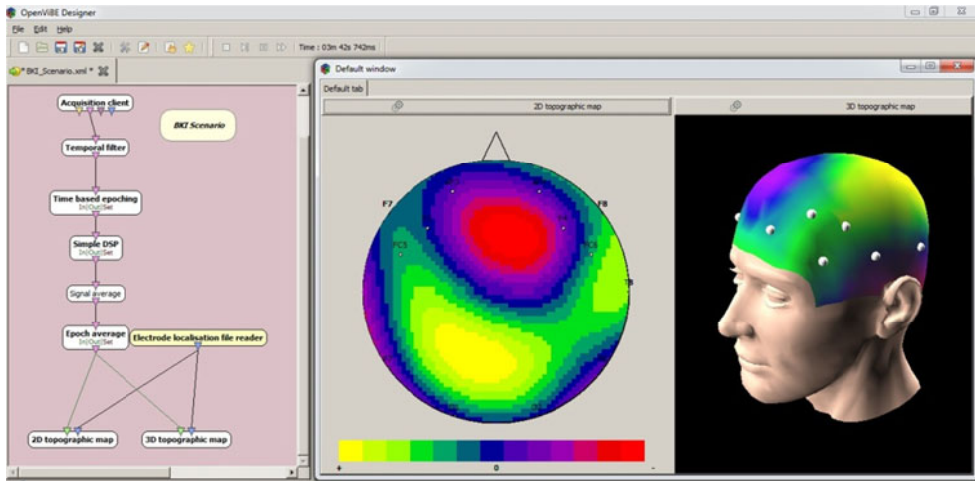 OpenViBE Designer
File Edit Help
Time : 03m 42s 742ms
* BKI_Scenario.xml *
Acquisition client
BKI Scenario
Temporal filter
Time based epoching
In|Out|Set
Simple DSP
In|Out|Set
Signal average
Epoch average
In|Out|Set
Electrode localisation file reader
2D topographic map
3D topographic map
Default window
Default tab
2D topographic map
3D topographic map
F7
F8
F4
FC5
FC6
T8
+
0
-